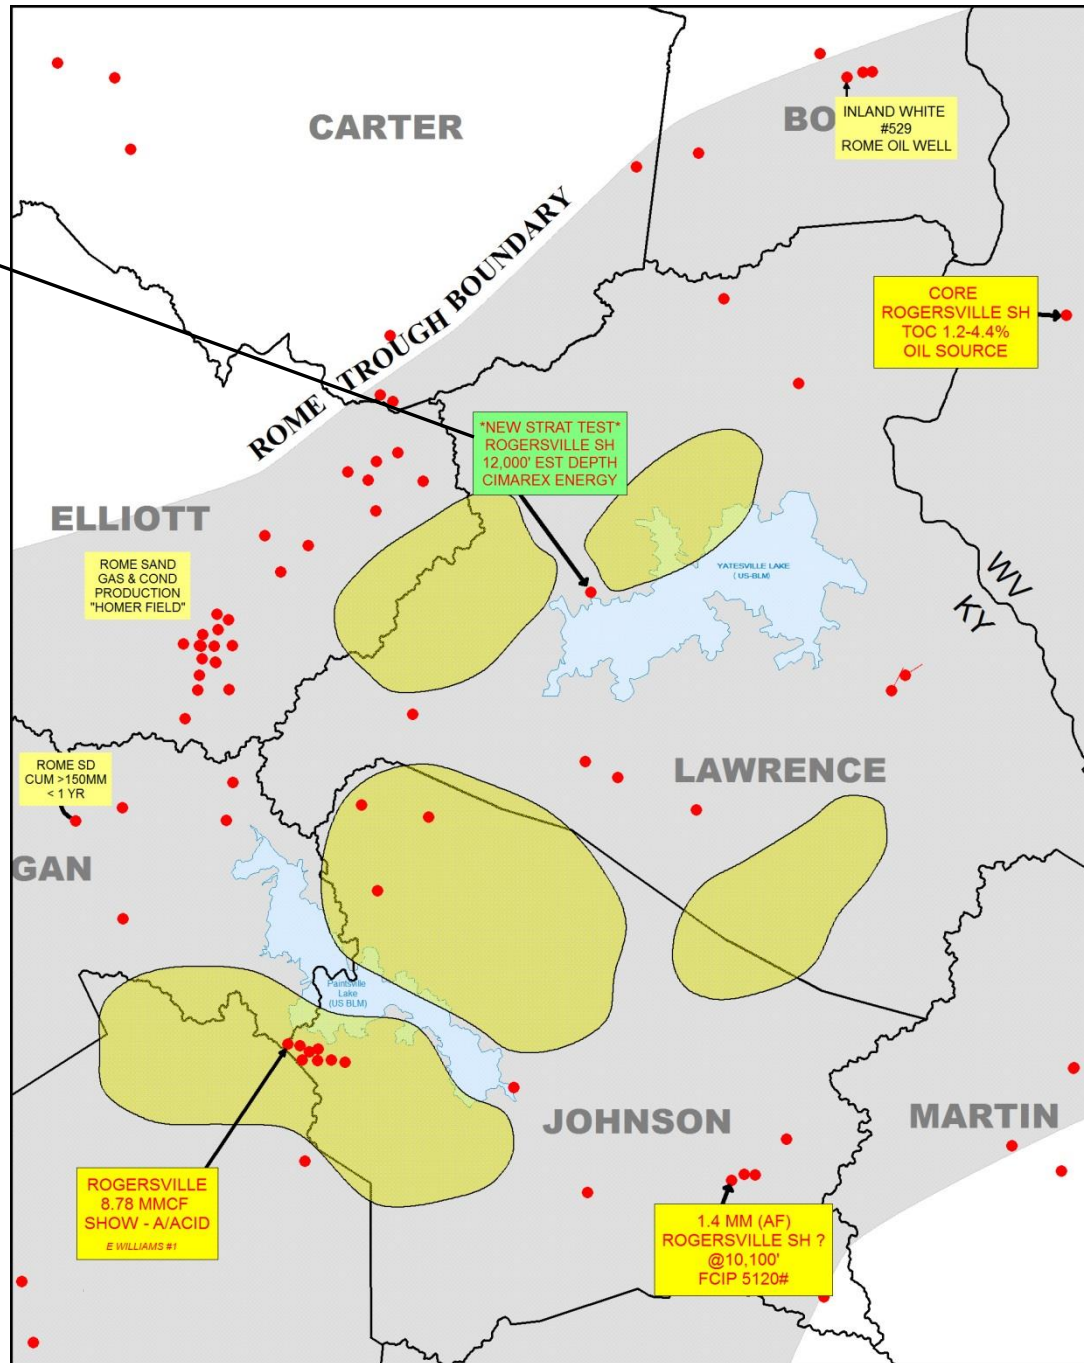 CARTER
BO
INLAND WHITE
#529
ROME OIL WELL
ROME TROUGH BOUNDARY
CORE
ROGERSVILLE SH
TOC 1.2-4.4%
OIL SOURCE
*NEW STRAT TEST*
ROGERSVILLE SH
12,000' EST DEPTH
CIMAREX ENERGY
ELLIOTT
ROME SAND
GAS & COND
PRODUCTION
"HOMER FIELD"
YATESVILLE LAKE
( US-BLM)
WV
KY
ROME SD
CUM >150MM
< 1 YR
LAWRENCE
GAN
Paintsville
Lake
(US BLM)
JOHNSON
MARTIN
ROGERSVILLE
8.78 MMCF
SHOW - A/ACID
E WILLIAMS #1
1.4 MM (AF)
ROGERSVILLE SH ?
@10,100'
FCIP 5120#